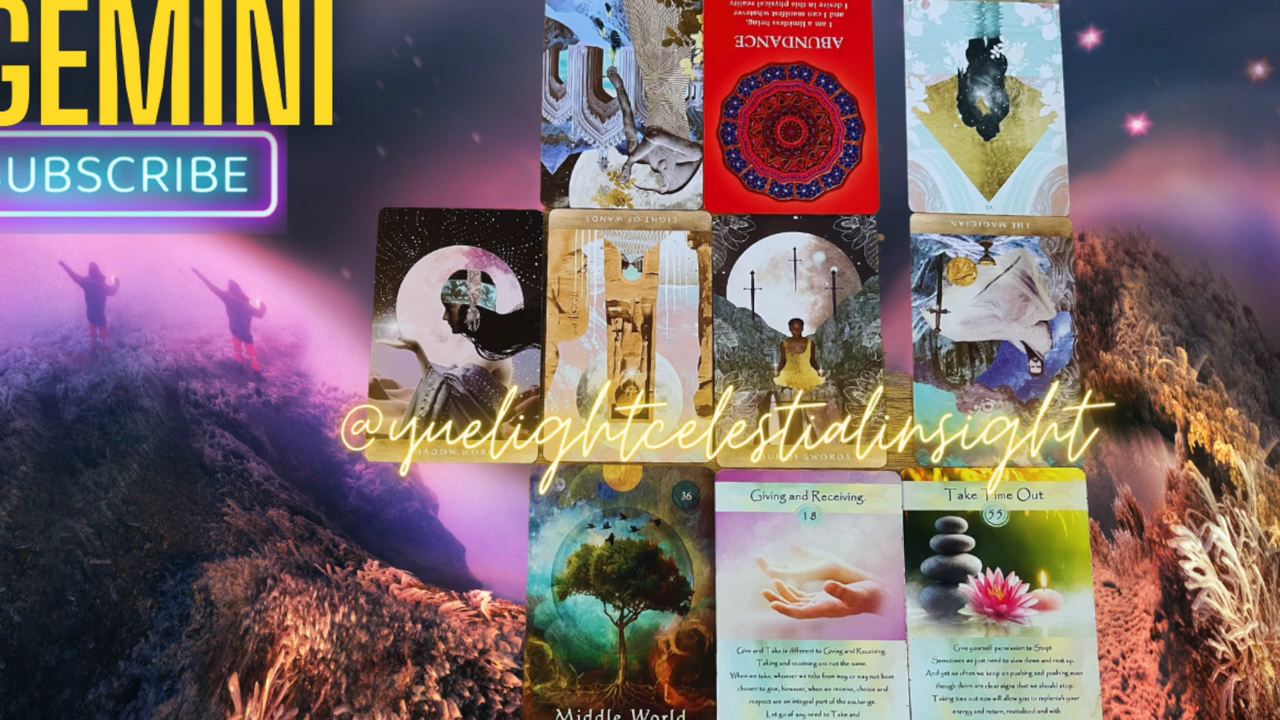 GEMINI
SUBSCRIBE
ABUNDANCE
I am a limitless being,
and I can manifest whatever
I desire in this physical reality
EIGHT OF WANDS
THE MAGICIAN
SHADOW WORK
@yuelightcelestialinsight
FOUR OF SWORDS
36
Middle World
Giving and Receiving
18
Give and Take is different to Giving and Receiving.
Taking and receiving are not the same.
When we take, whoever we take from may or may not have
chosen to give, however, when we receive, choice and
respect are an integral part of the exchange.
Let go of any need to Take and
Take Time Out
55
Give yourself permission to Stop!
Sometimes we just need to slow down and rest up.
And yet so often we keep us pushing and pushing even
though there are clear signs that we should stop.
Taking time out now will allow you to replenish your
energy and return, revitalised and with